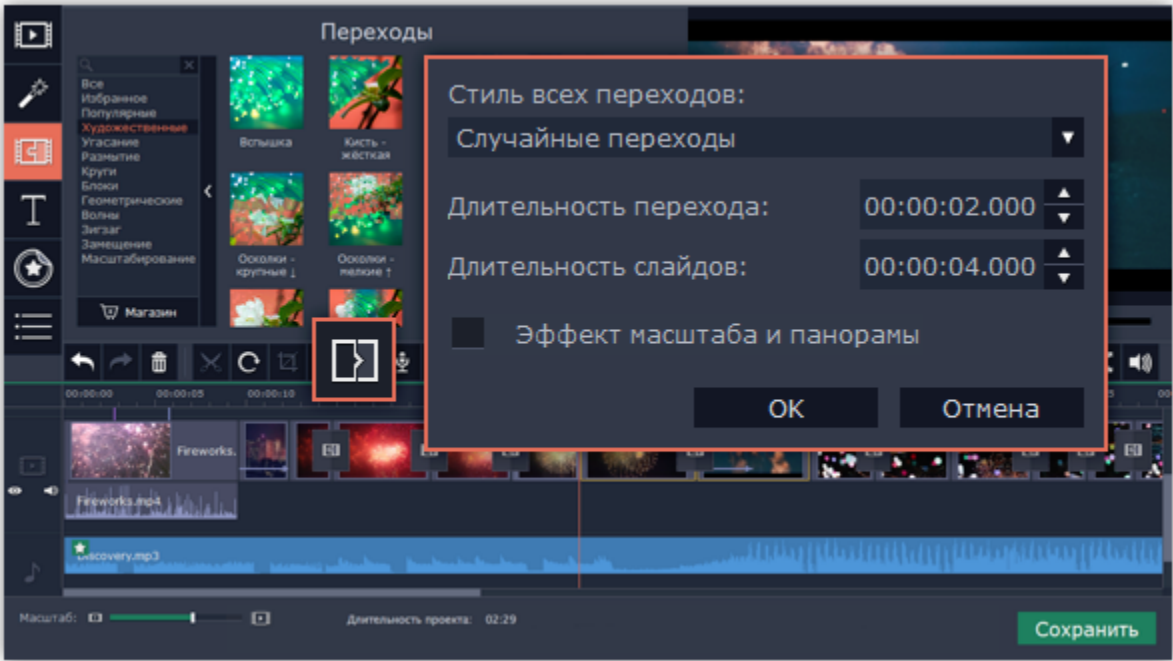 Переходы
Все
Избранное
Популярные
Художественные
Угасание
Размытие
Круги
Блоки
Геометрические
Волны
Зигзаг
Замещение
Масштабирование
Магазин
Вспышка
Кисть -
жёсткая
Осколки -
крупные ↓
Осколки -
мелкие ↑
Стиль всех переходов:
Случайные переходы
Длительность перехода:
00:00:02.000
Длительность слайдов:
00:00:04.000
Эффект масштаба и панорамы
OK
Отмена
00:00:00
00:00:05
00:00:10
Fireworks.
Fireworks.mp4
Discovery.mp3
Масштаб:
Длительность проекта: 02:29
Сохранить